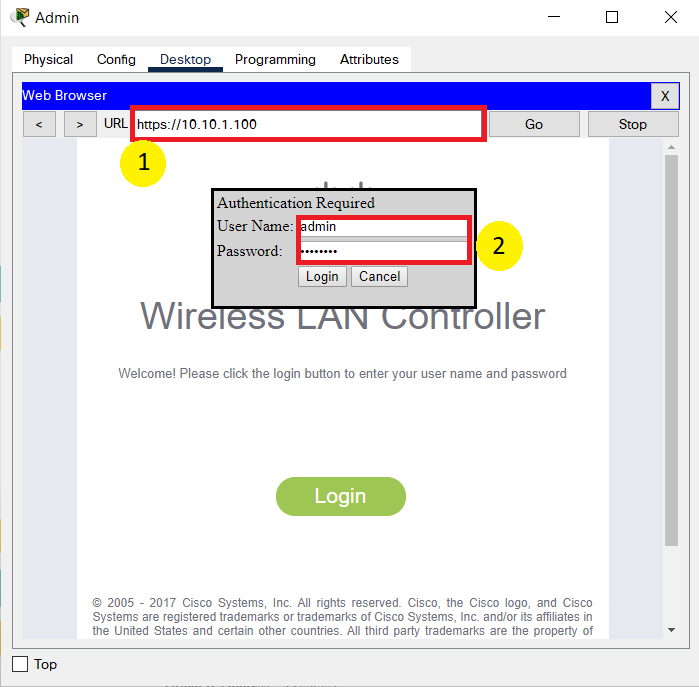 Admin
Physical Config Desktop Programming Attributes
Web Browser X
< > URL https://10.10.1.100 Go Stop
1
Authentication Required
User Name: admin
2
Password: ••••••••
Login Cancel
Wireless LAN Controller
Welcome! Please click the login button to enter your user name and password
Login
© 2005 - 2017 Cisco Systems, Inc. All rights reserved. Cisco, the Cisco logo, and Cisco
Systems are registered trademarks or trademarks of Cisco Systems, Inc. and/or its affiliates in
the United States and certain other countries. All third party trademarks are the property of
Top